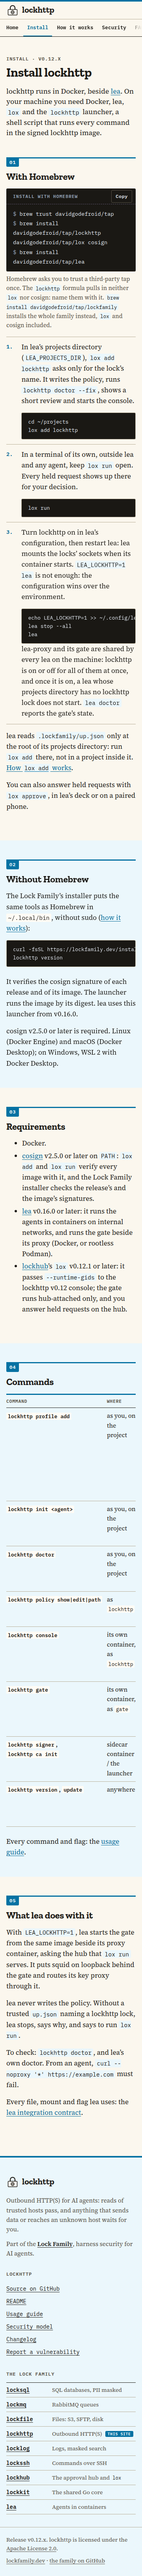 lockhttp
Home Install How it works Security
INSTALL · V0.12.X
Install lockhttp
lockhttp runs in Docker, beside lea. On
your machine you need Docker, lea,
lox and the lockhttp launcher, a
shell script that runs every command
in the signed lockhttp image.
01
With Homebrew
INSTALL WITH HOMEBREW Copy
$ brew trust davidgodefroid/tap
$ brew install
davidgodefroid/tap/lockhttp
davidgodefroid/tap/lox cosign
$ brew install
davidgodefroid/tap/lea
Homebrew asks you to trust a third-party tap
once. The lockhttp formula pulls in neither
lox nor cosign: name them with it. brew
install davidgodefroid/tap/lockfamily
installs the whole family instead, lox and
cosign included.
1. In lea's projects directory
(LEA_PROJECTS_DIR), lox add
lockhttp asks only for the lock's
name. It writes the policy, runs
lockhttp doctor --fix, shows a
short review and starts the console.
cd ~/projects
lox add lockhttp
2. In a terminal of its own, outside lea
and any agent, keep lox run open.
Every held request shows up there
for your decision.
lox run
3. Turn lockhttp on in lea's
configuration, then restart lea: lea
mounts the locks' sockets when its
container starts. LEA_LOCKHTTP=1
lea is not enough: the
configuration wins over the
environment.
echo LEA_LOCKHTTP=1 >> ~/.config/le
lea stop --all
lea
lea-proxy and its gate are shared by
every lea on the machine: lockhttp
is on or off for all of them at once,
and once it is on, a lea whose
projects directory has no lockhttp
lock does not start. lea doctor
reports the gate's state.
lea reads .lockfamily/up.json only at
the root of its projects directory: run
lox add there, not in a project inside it.
How lox add works.
You can also answer held requests with
lox approve, in lea's deck or on a paired
phone.
02
Without Homebrew
The Lock Family's installer puts the
same tools as Homebrew in
~/.local/bin, without sudo (how it
works):
curl -fsSL https://lockfamily.dev/insta
lockhttp version
It verifies the cosign signature of each
release and of its image. The launcher
runs the image by its digest. lea uses this
launcher from v0.16.0.
cosign v2.5.0 or later is required. Linux
(Docker Engine) and macOS (Docker
Desktop); on Windows, WSL 2 with
Docker Desktop.
03
Requirements
• Docker.
• cosign v2.5.0 or later on PATH: lox
add and lox run verify every
image with it, and the Lock Family
installer checks the release's and
the image's signatures.
• lea v0.16.0 or later: it runs the
agents in containers on internal
networks, and runs the gate beside
its proxy (Docker, or rootless
Podman).
• lockhub's lox v0.12.1 or later: it
passes --runtime-gids to the
lockhttp v0.12 console; the gate
runs hub-attached, and you
answer held requests on the hub.
04
Commands
COMMAND WHERE
lockhttp profile add as you, on
the
project
lockhttp init <agent> as you, on
the
project
lockhttp doctor as you, on
the
project
lockhttp policy show|edit|path as
lockhttp
lockhttp console its own
container,
as
lockhttp
lockhttp gate its own
container,
as gate
lockhttp signer, sidecar
lockhttp ca init container
/ the
launcher
lockhttp version, update anywhere
Every command and flag: the usage
guide.
05
What lea does with it
With LEA_LOCKHTTP=1, lea starts the gate
from the same image beside its proxy
container, asking the hub that lox run
serves. It puts squid on loopback behind
the gate and routes its key proxy
through it.
lea never writes the policy. Without a
trusted up.json naming a lockhttp lock,
lea stops, says why, and says to run lox
run.
To check: lockhttp doctor, and lea's
own doctor. From an agent, curl --
noproxy '*' https://example.com must
fail.
Every file, mount and flag lea uses: the
lea integration contract.
lockhttp
Outbound HTTP(S) for AI agents: reads of
trusted hosts pass, and anything that sends
data or reaches an unknown host waits for
you.
Part of the Lock Family, harness security for
AI agents.
LOCKHTTP
Source on GitHub
README
Usage guide
Security model
Changelog
Report a vulnerability
THE LOCK FAMILY
locksql SQL databases, PII masked
lockmq RabbitMQ queues
lockfile Files: S3, SFTP, disk
lockhttp Outbound HTTP(S) THIS SITE
locklog Logs, masked search
lockssh Commands over SSH
lockhub The approval hub and lox
lockkit The shared Go core
lea Agents in containers
Release v0.12.x. lockhttp is licensed under the
Apache License 2.0.
lockfamily.dev · the family on GitHub